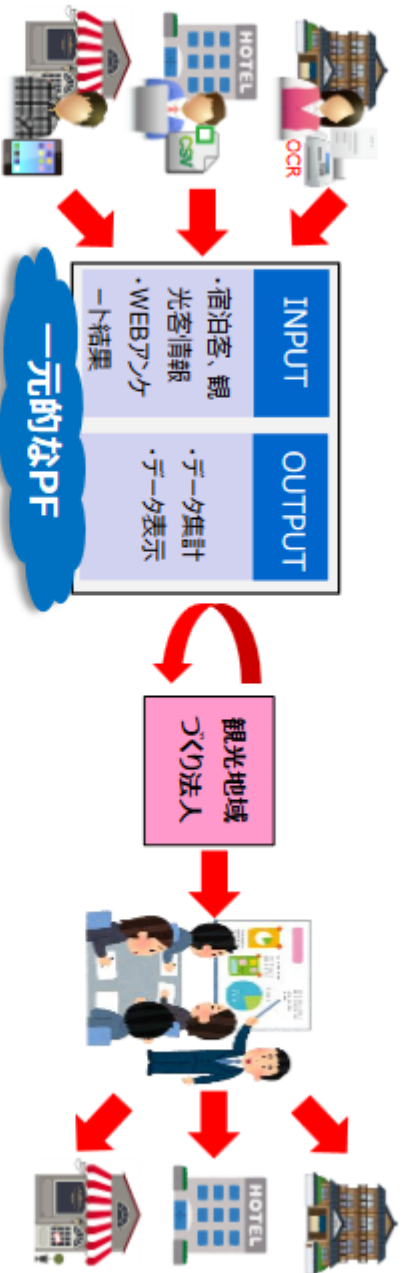 OCR
HOTEL
CSV
INPUT
・宿泊客、観
光客情報
・WEBアンケ
ート結果
OUTPUT
・データ集計
・データ表示
一元的なPF
観光地域
づくり法人
HOTEL